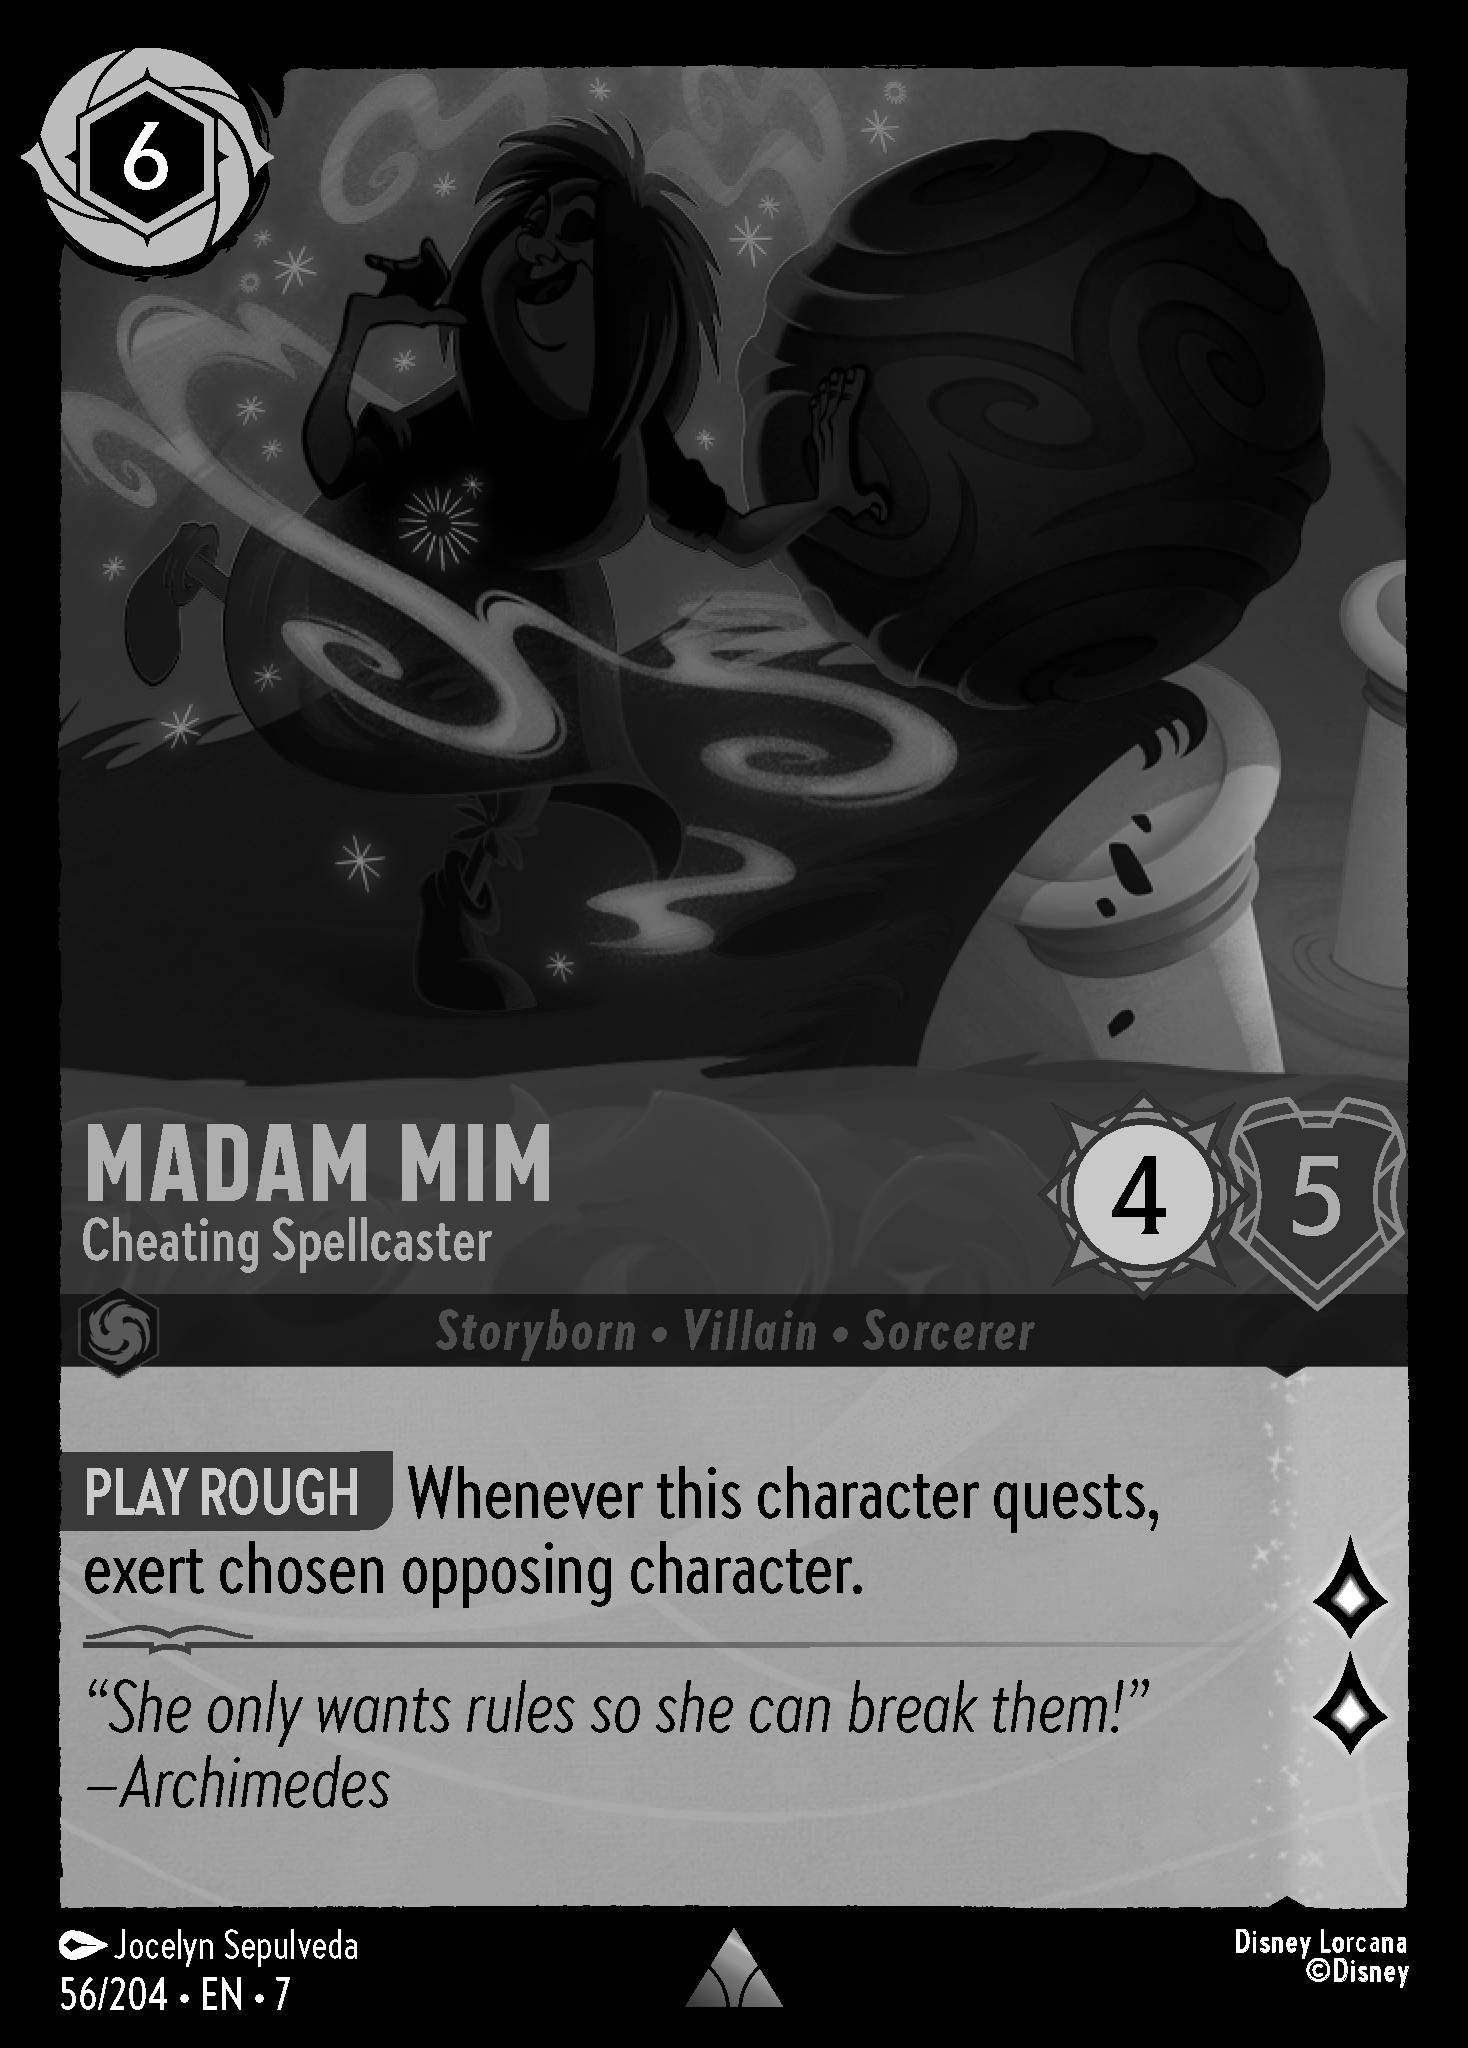 6
MADAM MIM
Cheating Spellcaster
4 5
Storyborn • Villain • Sorcerer
PLAY ROUGH Whenever this character quests,
exert chosen opposing character.
“She only wants rules so she can break them!”
–Archimedes
Jocelyn Sepulveda
56/204 • EN • 7
Disney Lorcana
©Disney